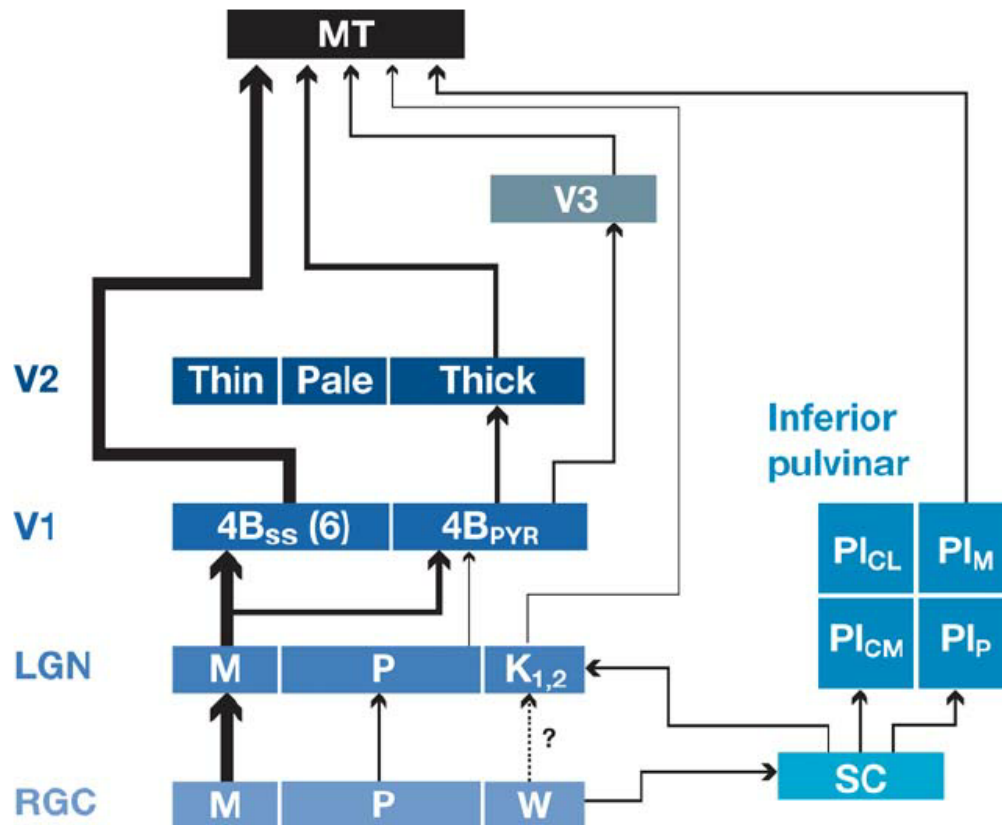 MT
V3
V2
Thin Pale Thick
Inferior
pulvinar
V1
4Bss (6) 4BPYR
PICL PIM
LGN
M P K1,2
PICM PIP
?
SC
RGC
M P W